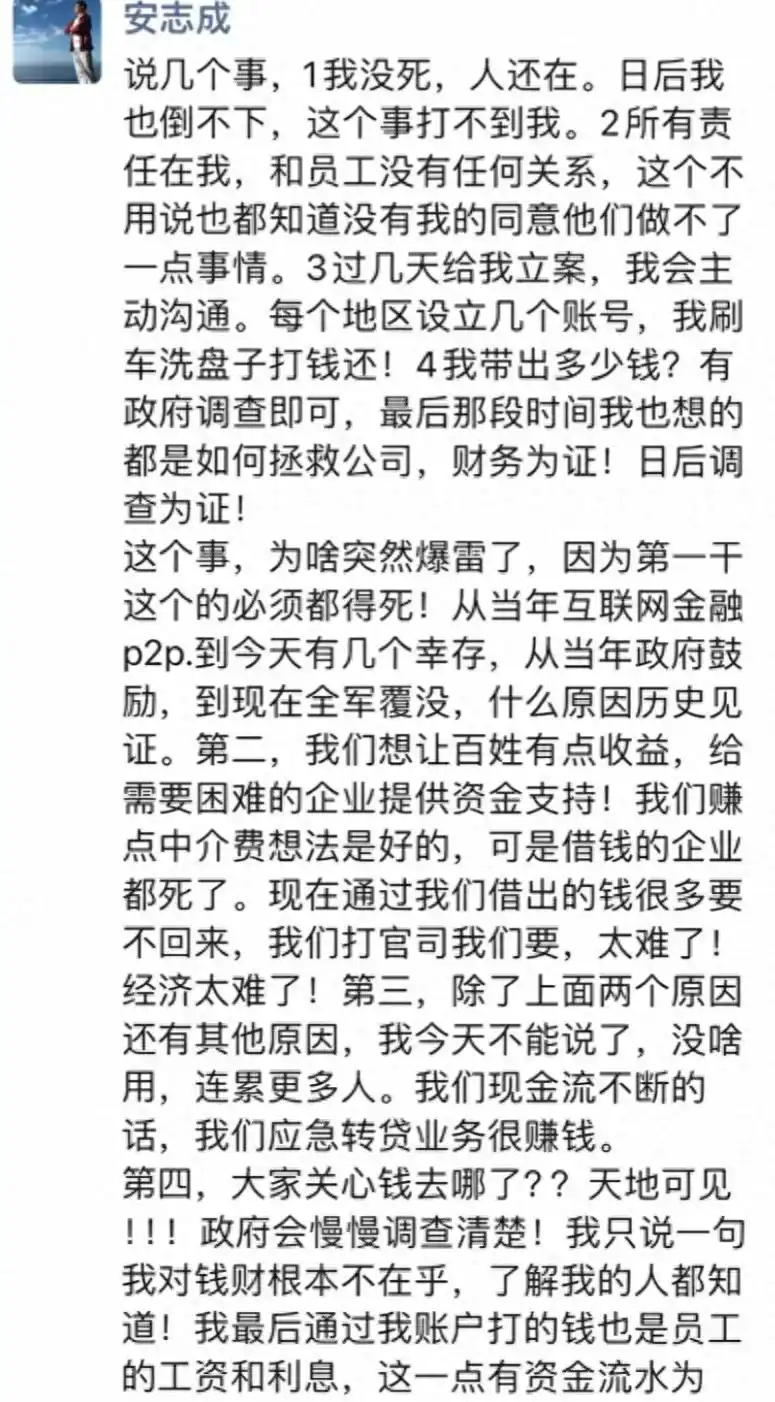 安志成
说几个事，1我没死，人还在。日后我
也倒不下，这个事打不到我。2所有责
任在我，和员工没有任何关系，这个不
用说也都知道没有我的同意他们做不了
一点事情。3过几天给我立案，我会主
动沟通。每个地区设立几个账号，我刷
车洗盘子打钱还！4我带出多少钱？有
政府调查即可，最后那段时间我也想的
都是如何拯救公司，财务为证！日后调
查为证！
这个事，为啥突然爆雷了，因为第一干
这个的必须都得死！从当年互联网金融
p2p.到今天有几个幸存，从当年政府鼓
励，到现在全军覆没，什么原因历史见
证。第二，我们想让百姓有点收益，给
需要困难的企业提供资金支持！我们赚
点中介费想法是好的，可是借钱的企业
都死了。现在通过我们借出的钱很多要
不回来，我们打官司我们要，太难了！
经济太难了！第三，除了上面两个原因
还有其他原因，我今天不能说了，没啥
用，连累更多人。我们现金流不断的
话，我们应急转贷业务很赚钱。
第四，大家关心钱去哪了?？天地可见
!！！政府会慢慢调查清楚！我只说一句
我对钱财根本不在乎，了解我的人都知
道！我最后通过我账户打的钱也是员工
的工资和利息，这一点有资金流水为